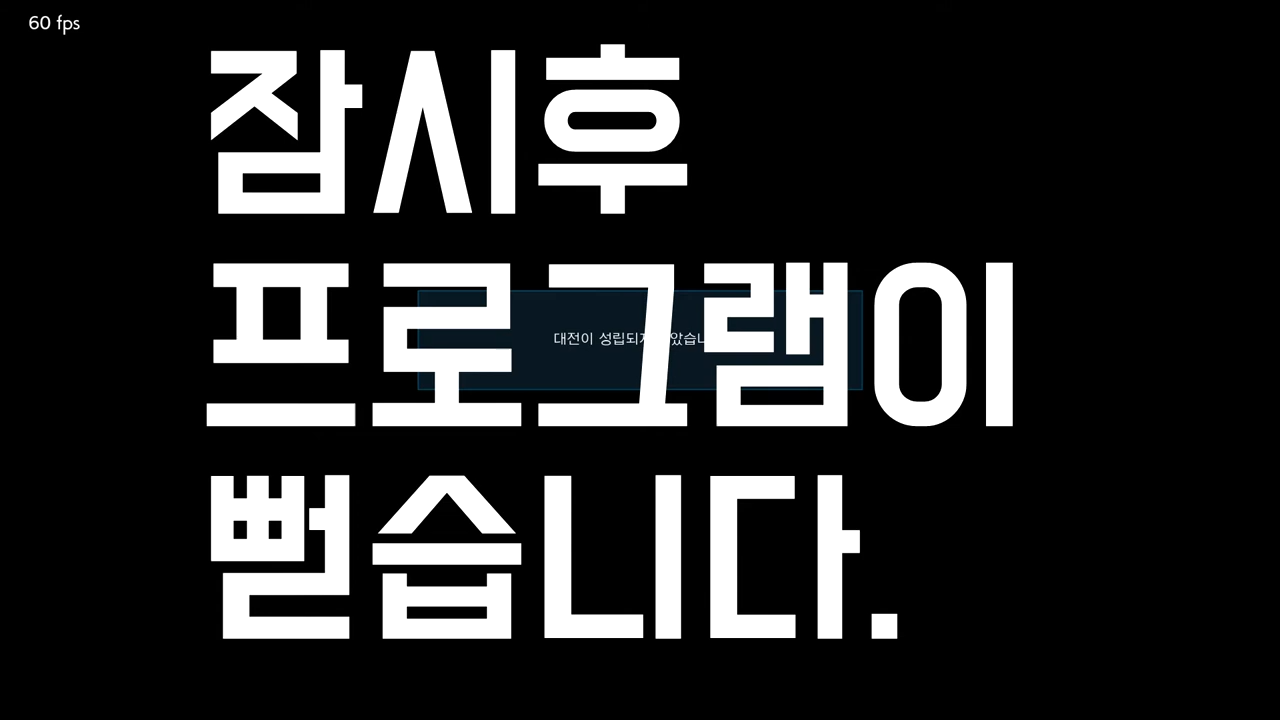 60 fps
잠시후
프로그램이
대전이 성립되
뻗습니다.